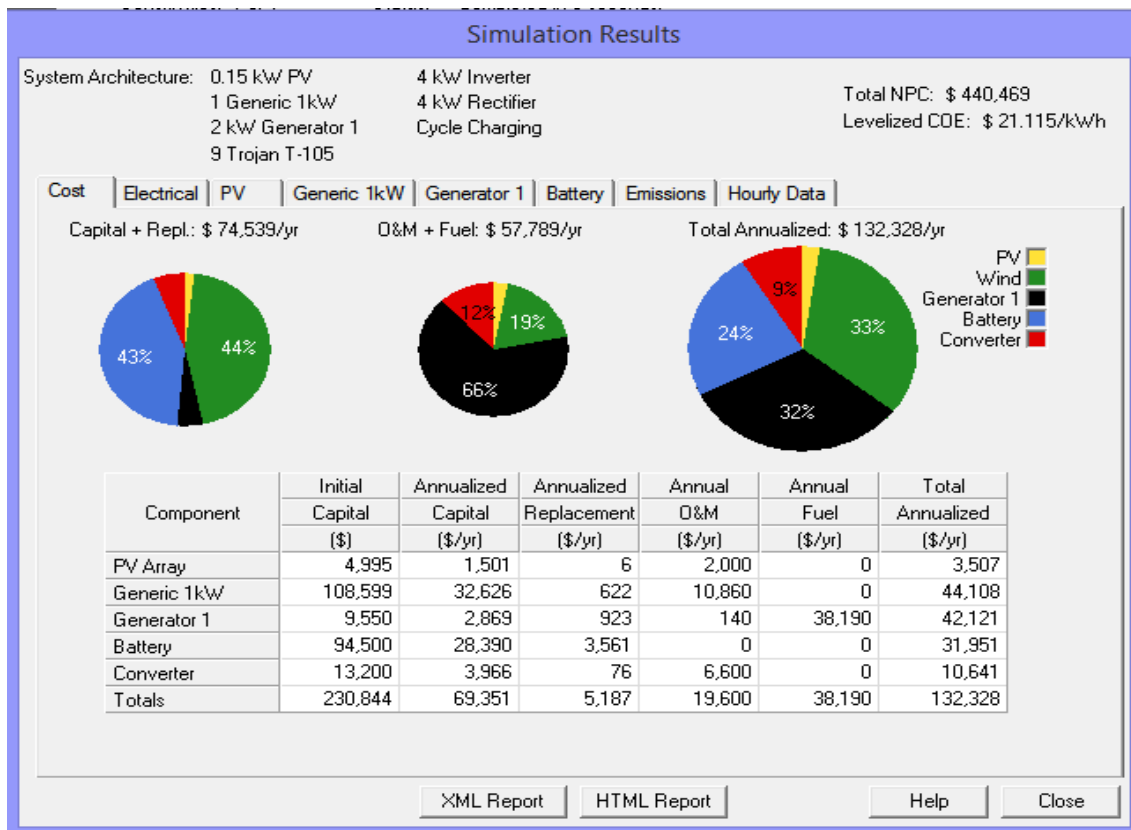 Simulation Results
System Architecture: 0.15 kW PV 4 kW Inverter
1 Generic 1kW 4 kW Rectifier
2 kW Generator 1 Cycle Charging
9 Trojan T-105
Total NPC: $ 440,469
Levelized COE: $ 21.115/kWh
Cost Electrical PV Generic 1kW Generator 1 Battery Emissions Hourly Data
Capital + Repl.: $ 74,539/yr O&M + Fuel: $ 57,789/yr Total Annualized: $ 132,328/yr
43% 44%
12% 19%
66%
9%
24% 33%
32%
PV
Wind
Generator 1
Battery
Converter
Component Initial Annualized Annualized Annual Annual Total
Capital Capital Replacement O&M Fuel Annualized
($) ($/yr) ($/yr) ($/yr) ($/yr) ($/yr)
PV Array 4,995 1,501 6 2,000 0 3,507
Generic 1kW 108,599 32,626 622 10,860 0 44,108
Generator 1 9,550 2,869 923 140 38,190 42,121
Battery 94,500 28,390 3,561 0 0 31,951
Converter 13,200 3,966 76 6,600 0 10,641
Totals 230,844 69,351 5,187 19,600 38,190 132,328
XML Report HTML Report Help Close